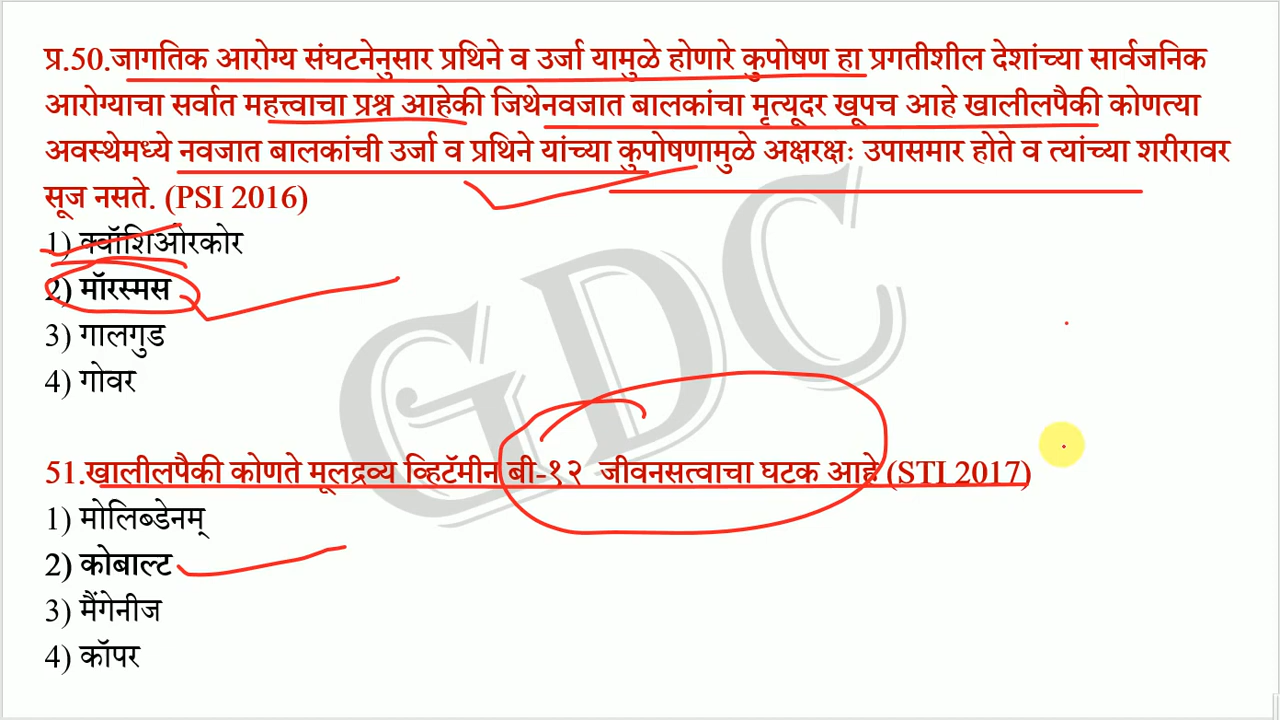 प्र.50.जागतिक आरोग्य संघटनेनुसार प्रथिने व उर्जा यामुळे होणारे कुपोषण हा प्रगतीशील देशांच्या सार्वजनिक
आरोग्याचा सर्वात महत्त्वाचा प्रश्न आहेकी जिथेनवजात बालकांचा मृत्यूदर खूपच आहे खालीलपैकी कोणत्या
अवस्थेमध्ये नवजात बालकांची उर्जा व प्रथिने यांच्या कुपोषणामुळे अक्षरक्षः उपासमार होते व त्यांच्या शरीरावर
सूज नसते. (PSI 2016)
1) क्वॉशिओरकोर
2) मॉरस्मस
3) गालगुड
4) गोवर
GDC
51.खालीलपैकी कोणते मूलद्रव्य व्हिटॅमीन बी-१२ जीवनसत्वाचा घटक आहे (STI 2017)
1) मोलिब्डेनम्
2) कोबाल्ट
3) मैंगेनीज
4) कॉपर